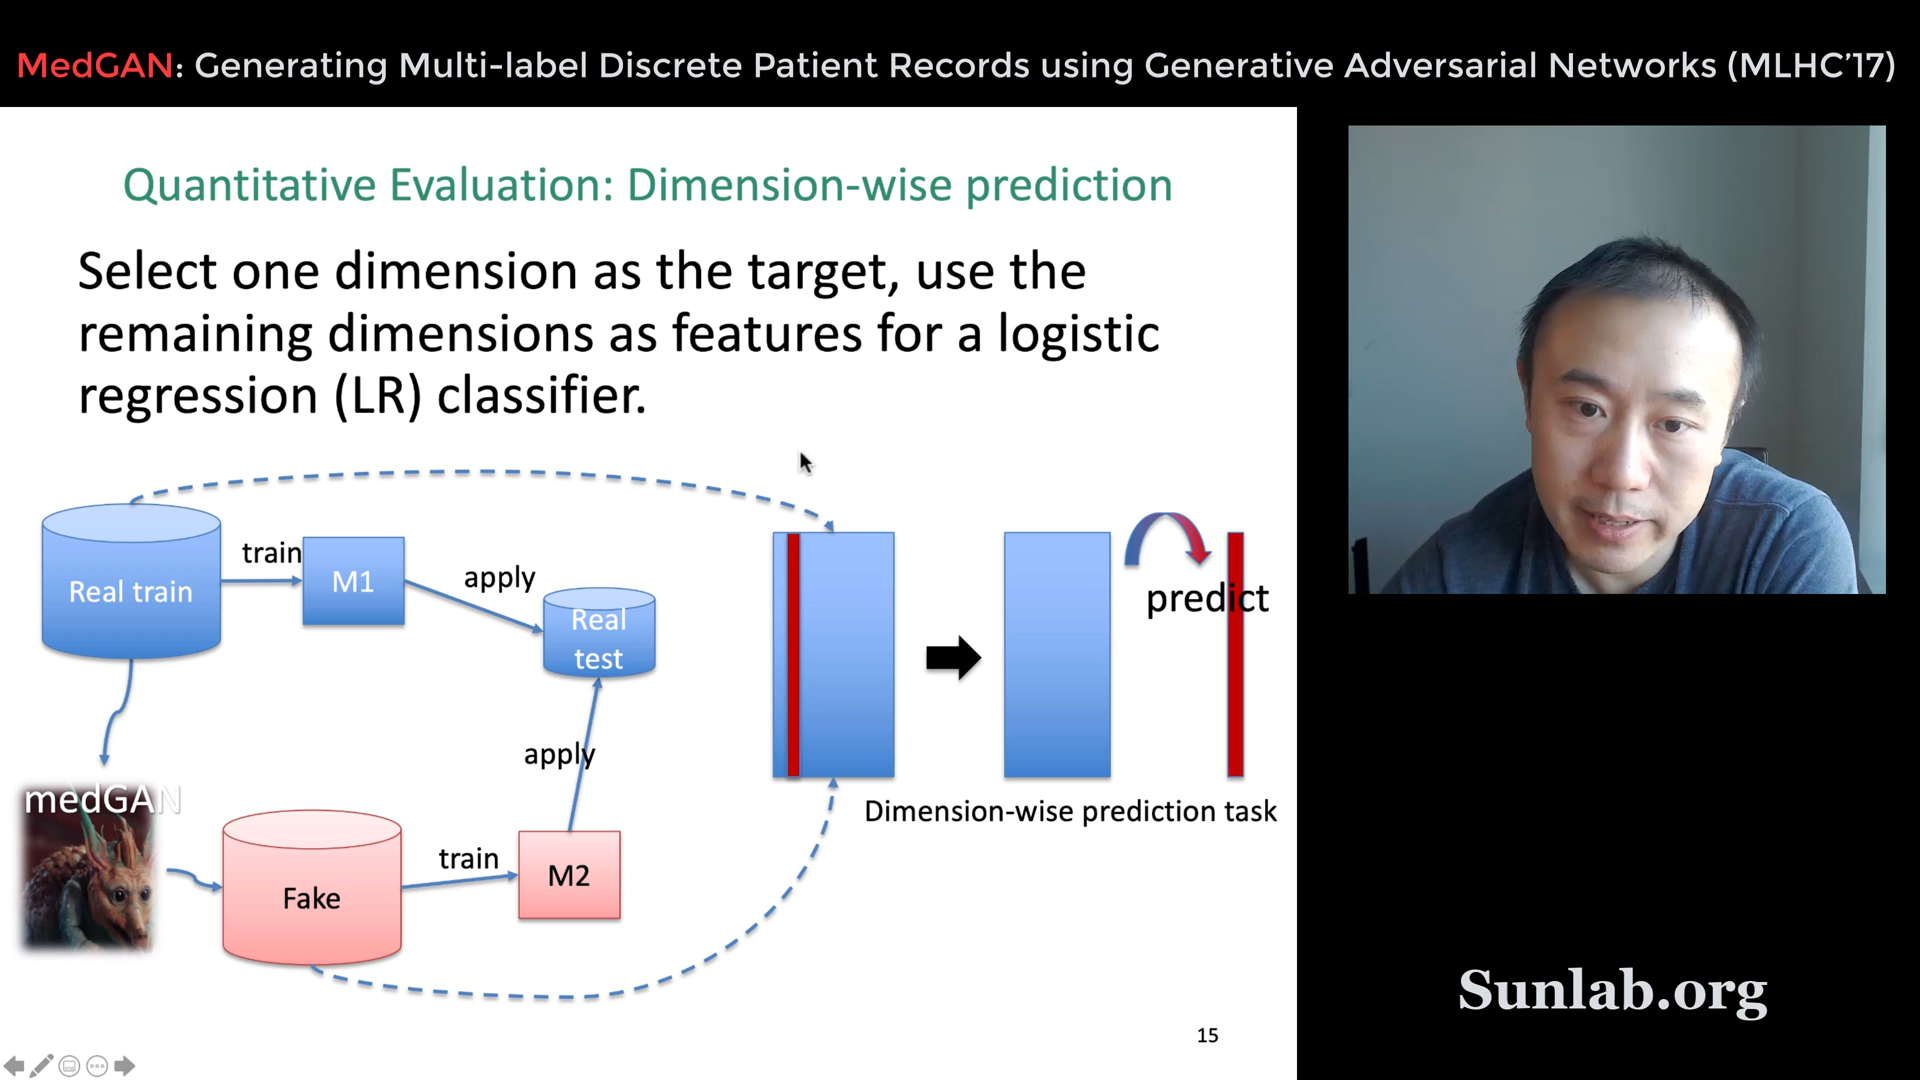 MedGAN: Generating Multi-label Discrete Patient Records using Generative Adversarial Networks (MLHC’17)
Quantitative Evaluation: Dimension-wise prediction
Select one dimension as the target, use the
remaining dimensions as features for a logistic
regression (LR) classifier.
Real train
train
M1
apply
Real
test
predict
apply
medGAN
Fake
train
M2
Dimension-wise prediction task
Sunlab.org
15